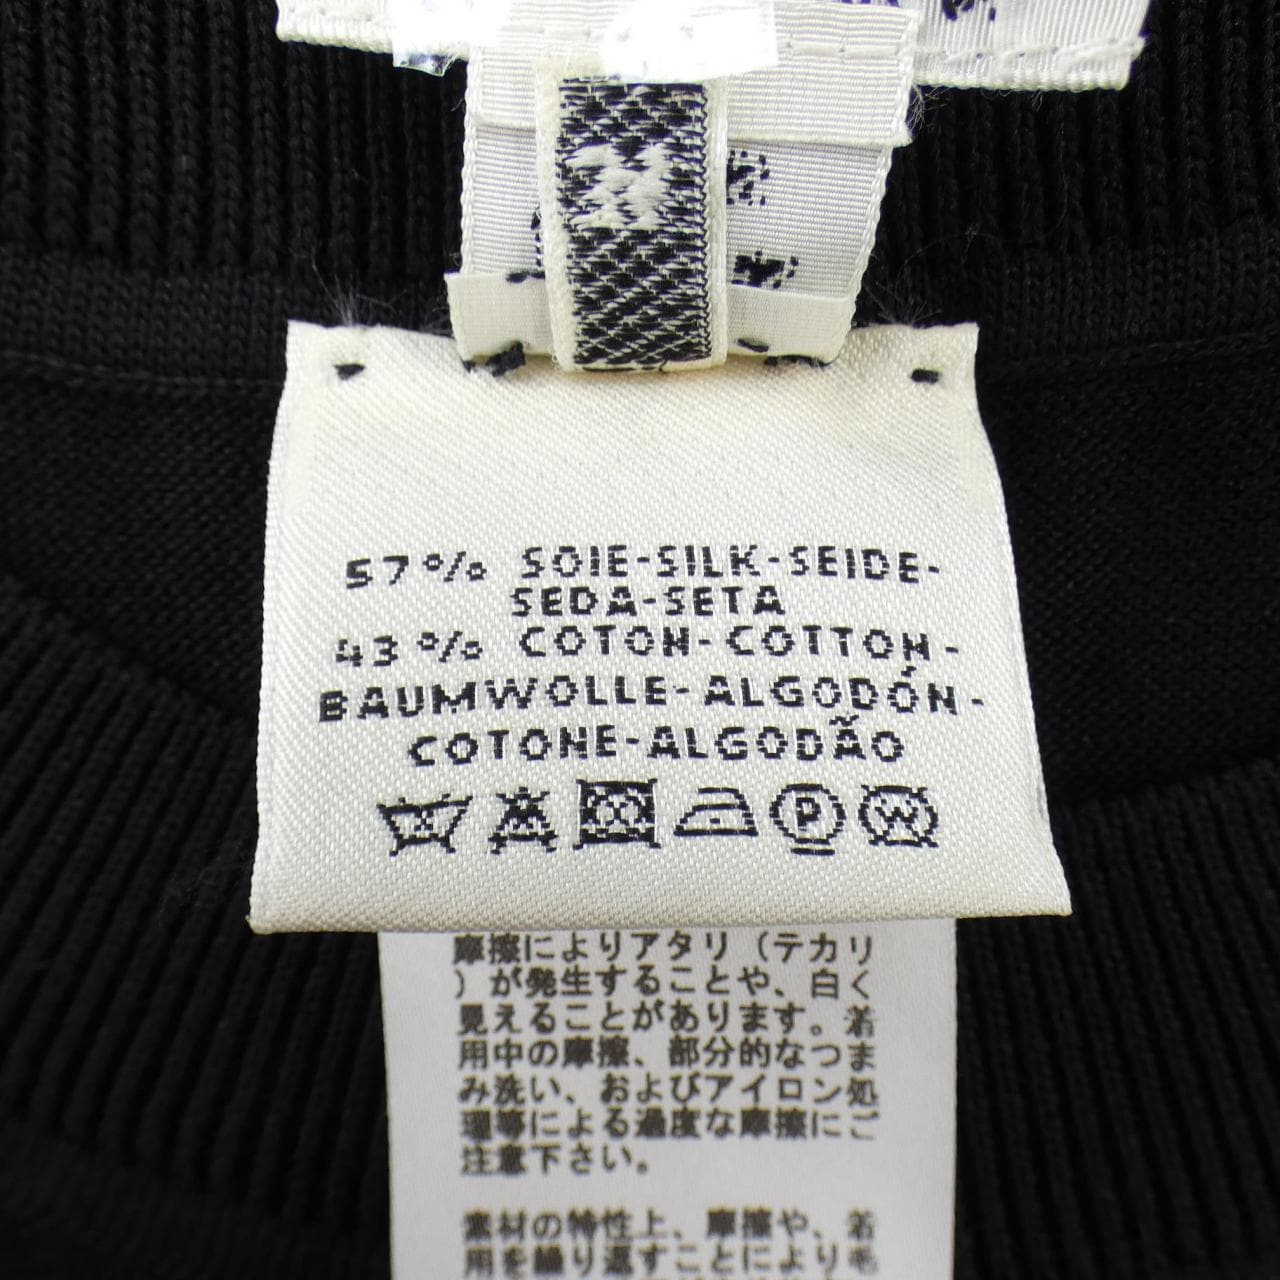 57% SOIE-SILK-SEIDE-
SEDA-SETA
43% COTON-COTTON-
BAUMWOLLE-ALGODÓN-
COTONE-ALGODÃO
P W
摩擦によりアタリ(テカリ
)が発生することや、白く
見えることがあります。着
用中の摩擦、部分的なつま
み洗い、およびアイロン処
理等による過度な摩擦にご
注意下さい。
素材の特性上、摩擦や、着
用を繰り返すことにより毛